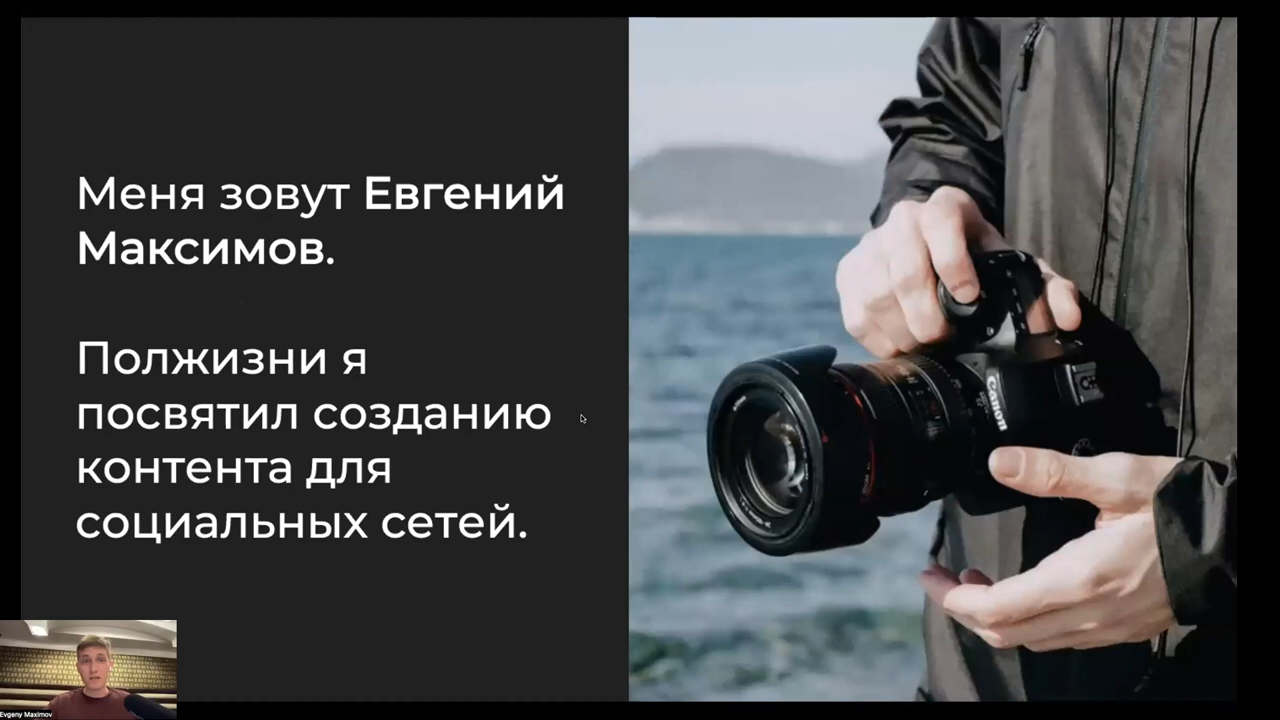 Меня зовут Евгений
Максимов.
Полжизни я
посвятил созданию
контента для
социальных сетей.
Canon
Evgeny Maximov